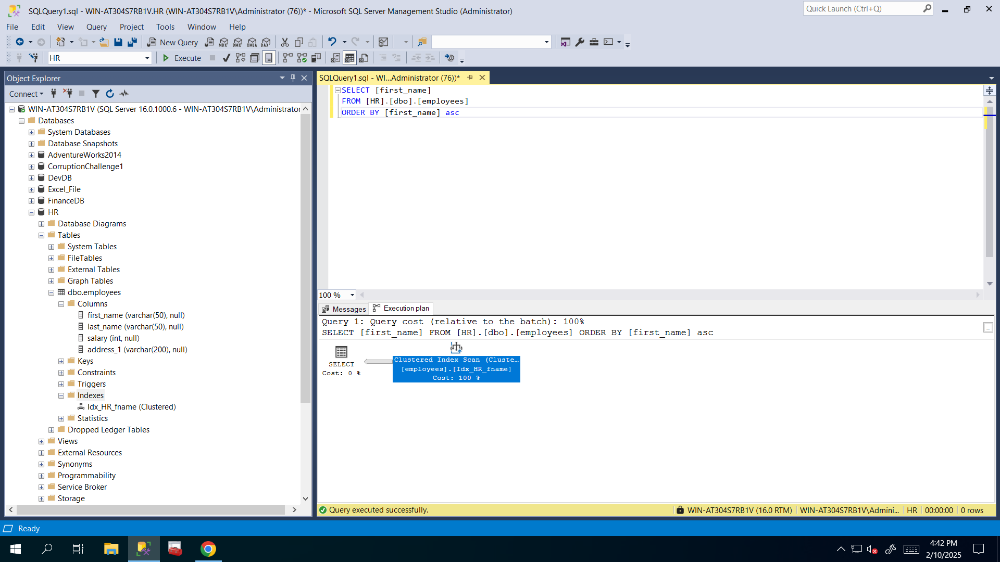 SQLQuery1.sql - WIN-AT304S7RB1V.HR (WIN-AT304S7RB1V\Administrator (76))* - Microsoft SQL Server Management Studio (Administrator)
Quick Launch (Ctrl+Q)
File Edit View Query Project Tools Window Help
New Query
MDX DMX XMLA DAX
HR
Execute
Object Explorer
SQLQuery1.sql - WI...Administrator (76))*
Connect
WIN-AT304S7RB1V (SQL Server 16.0.1000.6 - WIN-AT304S7RB1V\Administrator
Databases
System Databases
Database Snapshots
AdventureWorks2014
CorruptionChallenge1
DevDB
Excel_File
FinanceDB
HR
Database Diagrams
Tables
System Tables
FileTables
External Tables
Graph Tables
dbo.employees
Columns
first_name (varchar(50), null)
last_name (varchar(50), null)
salary (int, null)
address_1 (varchar(200), null)
Keys
Constraints
Triggers
Indexes
Idx_HR_fname (Clustered)
Statistics
Dropped Ledger Tables
Views
External Resources
Synonyms
Programmability
Service Broker
Storage
SELECT [first_name]
FROM [HR].[dbo].[employees]
ORDER BY [first_name] asc
100 %
Messages
Execution plan
Query 1: Query cost (relative to the batch): 100%
SELECT [first_name] FROM [HR].[dbo].[employees] ORDER BY [first_name] asc
...
SELECT
Cost: 0 %
Clustered Index Scan (Cluste...
[employees].[Idx_HR_fname]
Cost: 100 %
Query executed successfully.
WIN-AT304S7RB1V (16.0 RTM)
WIN-AT304S7RB1V\Admini...
HR
00:00:00
0 rows
Ready
4:42 PM
2/10/2025